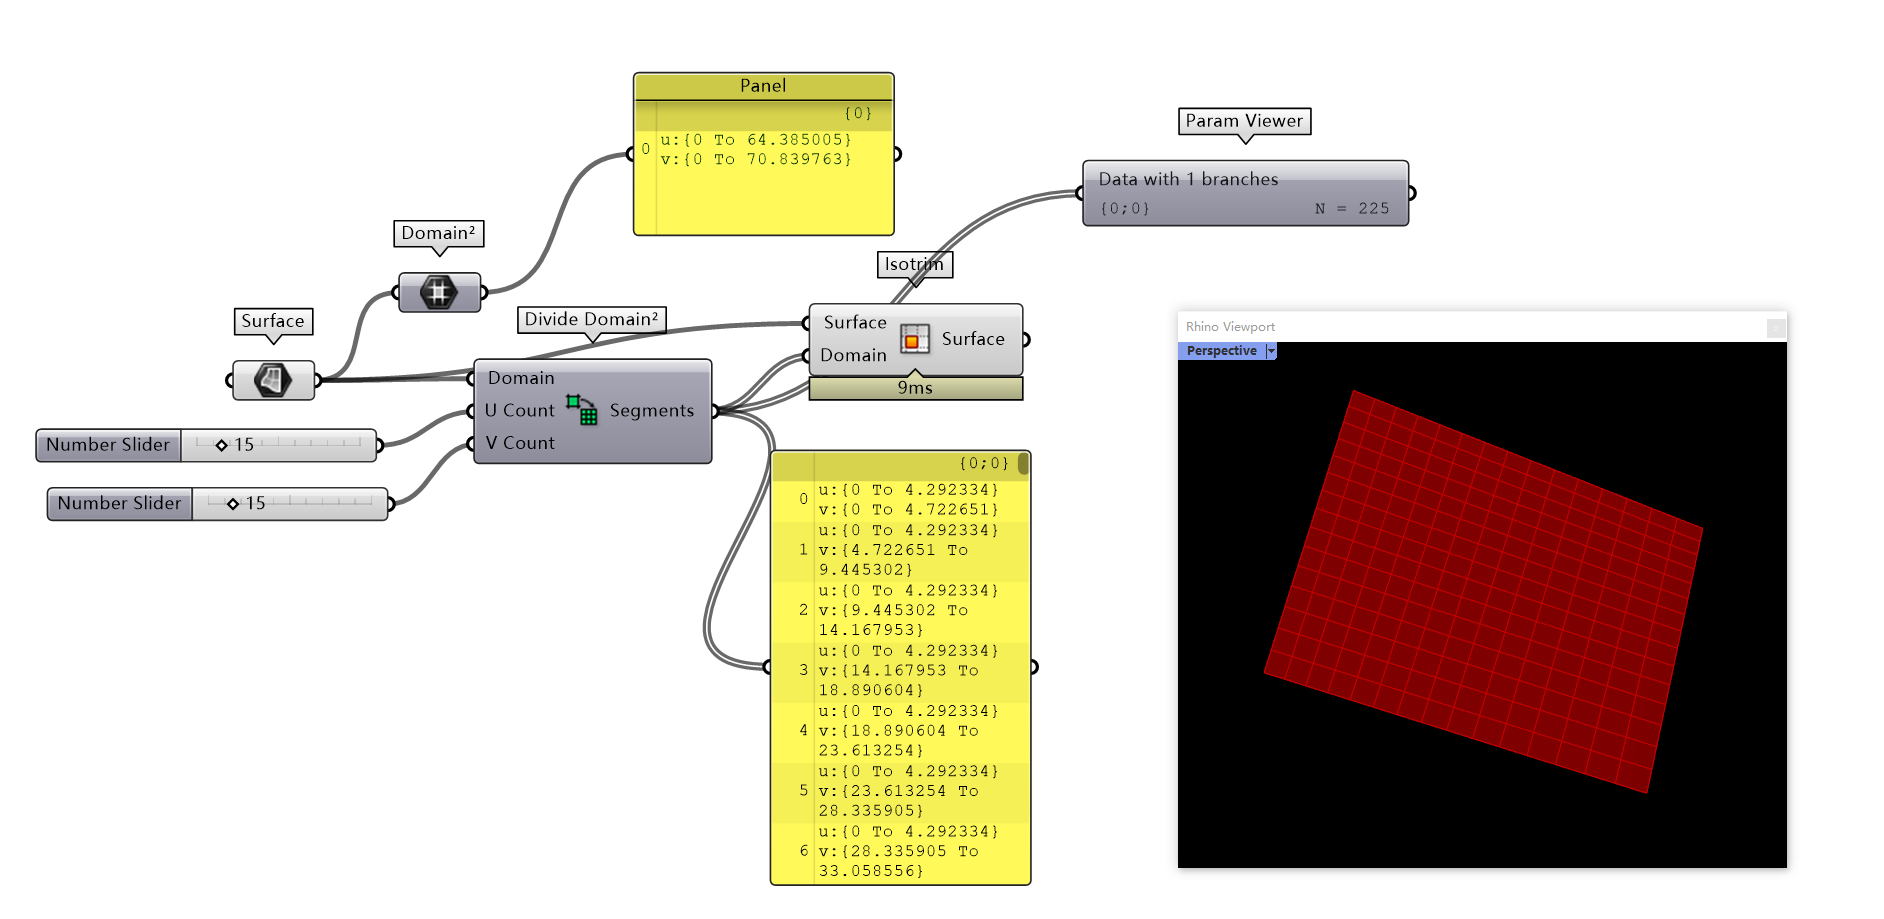 Panel
{0}
0
u:{0 To 64.385005}
v:{0 To 70.839763}
Param Viewer
Data with 1 branches
{0;0}
N = 225
Domain²
Isotrim
Surface
Divide Domain²
Surface
Domain
Surface
9ms
Domain
U Count
V Count
Segments
Number Slider
15
Number Slider
15
{0;0}
0
u:{0 To 4.292334}
v:{0 To 4.722651}
1
u:{0 To 4.292334}
v:{4.722651 To
9.445302}
2
u:{0 To 4.292334}
v:{9.445302 To
14.167953}
3
u:{0 To 4.292334}
v:{14.167953 To
18.890604}
4
u:{0 To 4.292334}
v:{18.890604 To
23.613254}
5
u:{0 To 4.292334}
v:{23.613254 To
28.335905}
6
u:{0 To 4.292334}
v:{28.335905 To
33.058556}
Rhino Viewport
Perspective